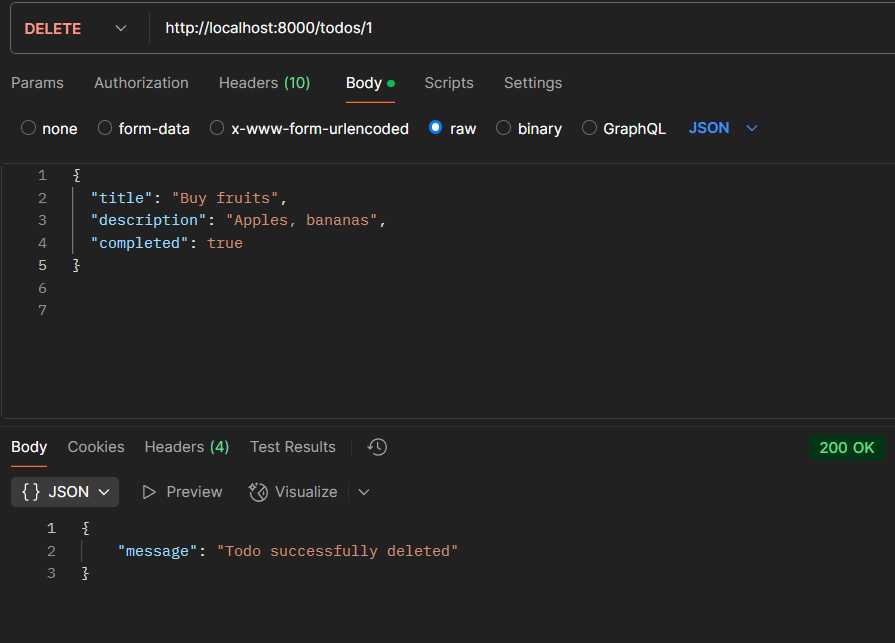 DELETE http://localhost:8000/todos/1
Params Authorization Headers (10) Body Scripts Settings
none form-data x-www-form-urlencoded raw binary GraphQL JSON
1 {
2 "title": "Buy fruits",
3 "description": "Apples, bananas",
4 "completed": true
5 }
6
7
Body Cookies Headers (4) Test Results 200 OK
{} JSON Preview Visualize
1 {
2 "message": "Todo successfully deleted"
3 }